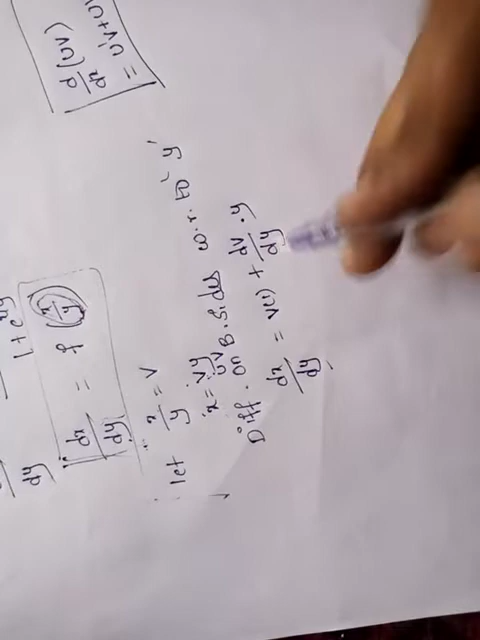 d/dx (UV)
= U'V + U
1 + e^x/y
dy
dx/dy = f(x/y)
let x/y = V
x = Vy
UV
Diff. on B.Sides w.r. to 'y'
dx/dy = V(1) + dV/dy . y